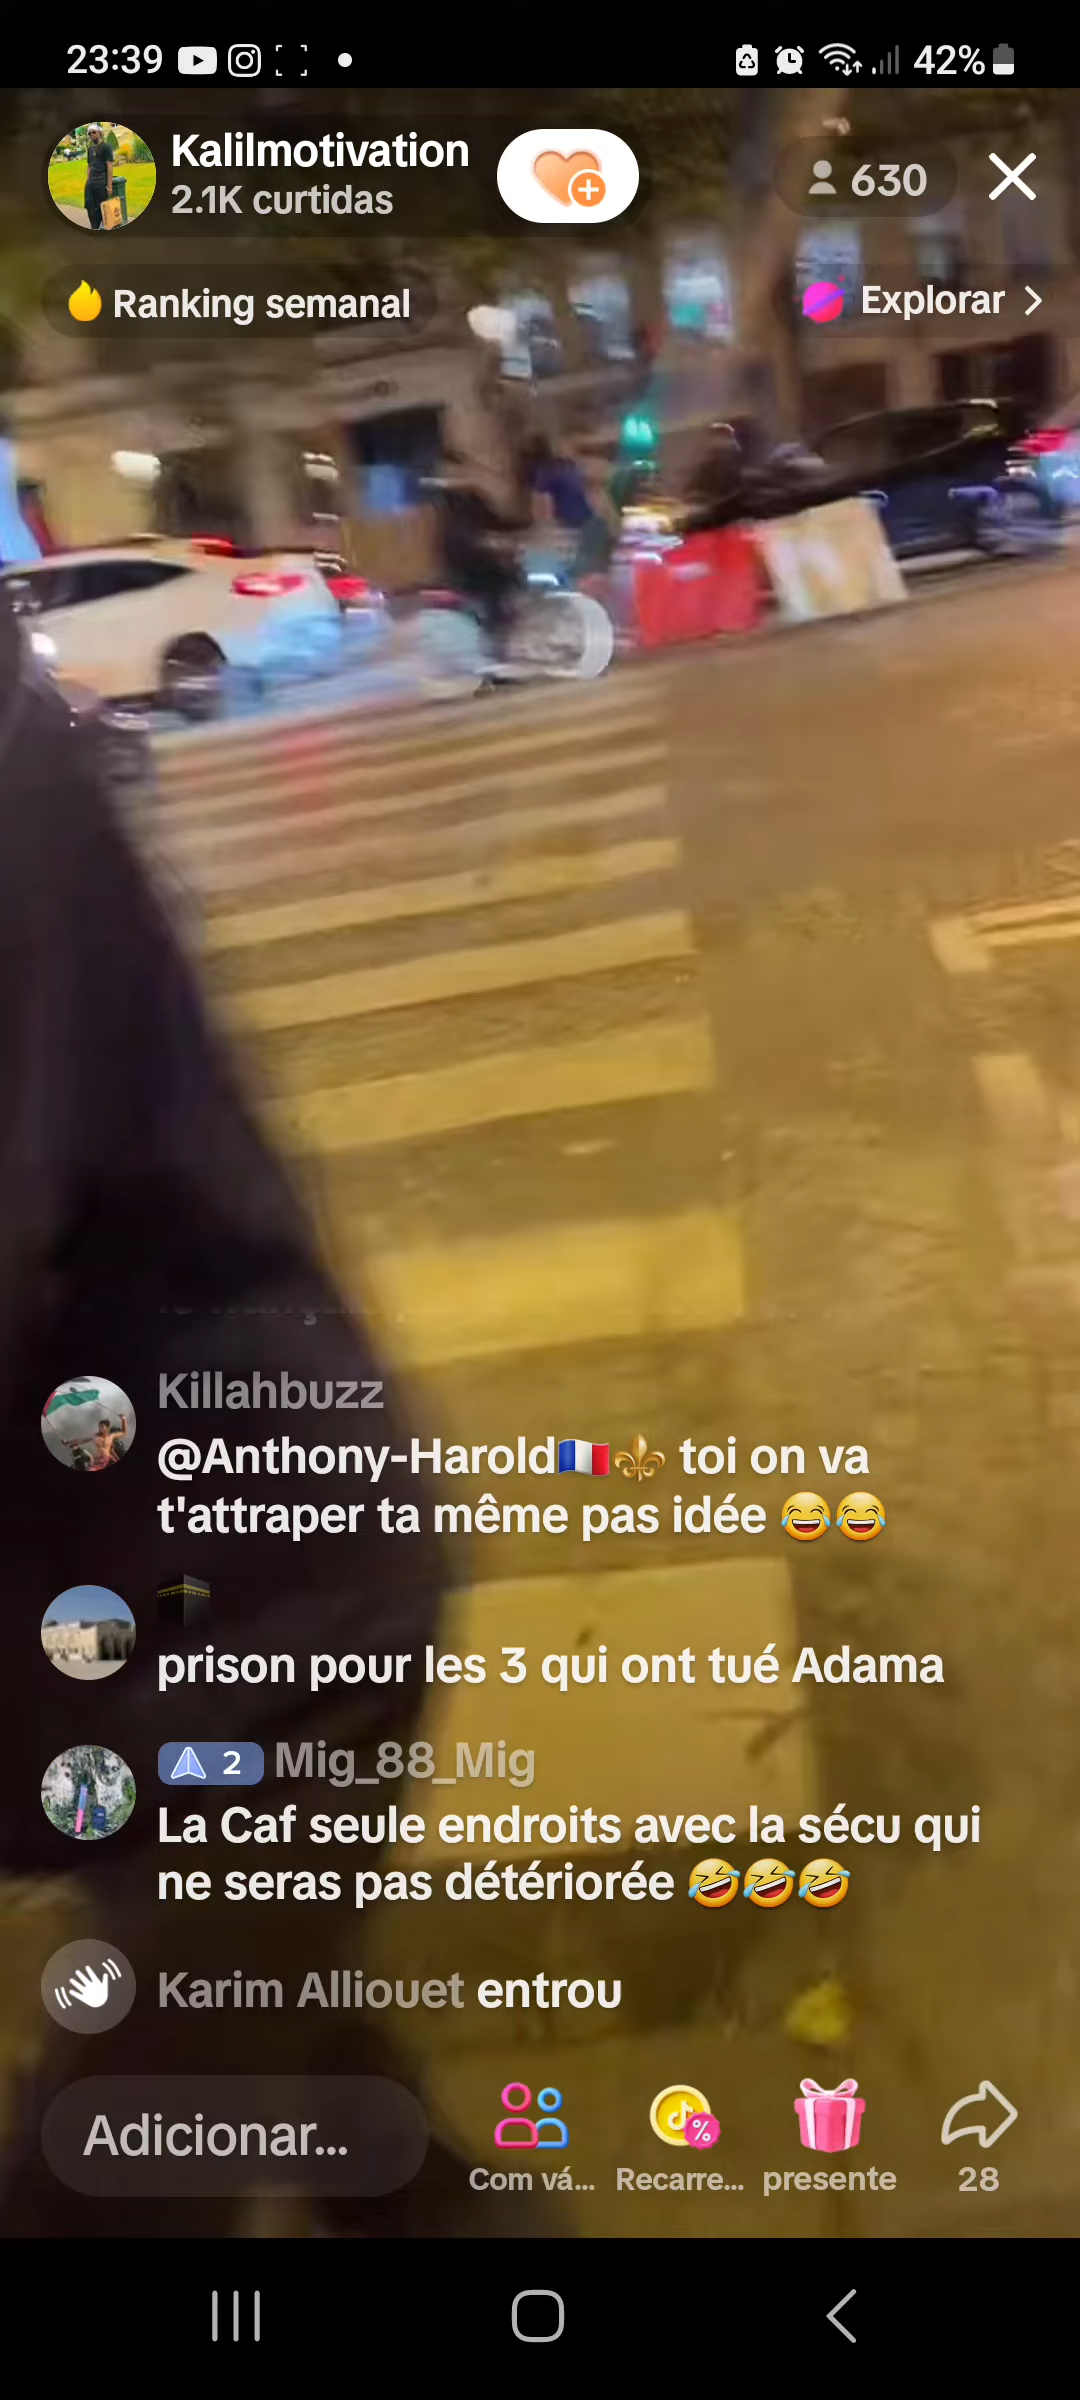 23:39
42%
Kalilmotivation
2.1K curtidas
630
Ranking semanal
Explorar
Killahbuzz
@Anthony-Harold🇫🇷⚜️ toi on va
t'attraper ta même pas idée 😂😂
🕋
prison pour les 3 qui ont tué Adama
2 Mig_88_Mig
La Caf seule endroits avec la sécu qui
ne seras pas détériorée 🤣🤣🤣
Karim Alliouet entrou
Adicionar...
Com vá...
Recarre...
presente
28